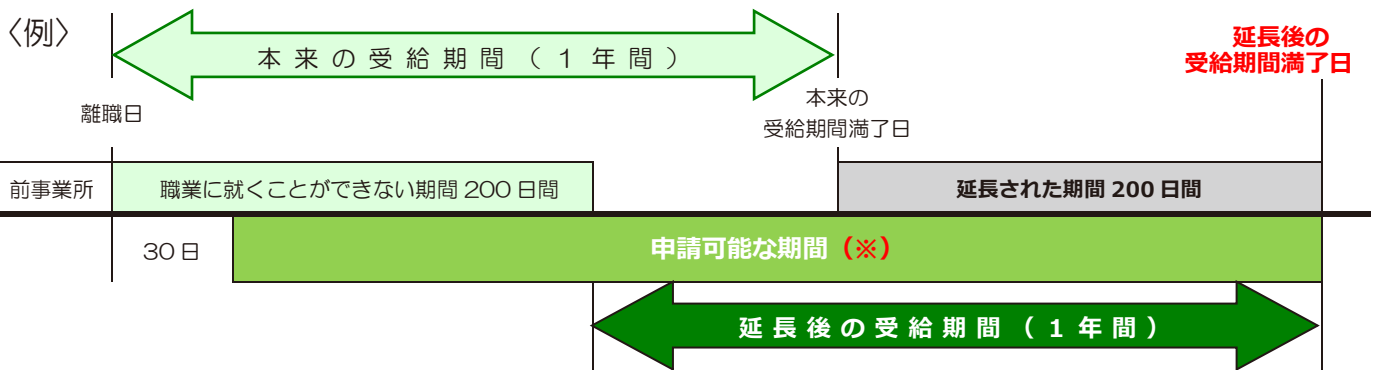 〈例〉
本来の受給期間（1年間）
延長後の
受給期間満了日
離職日
本来の
受給期間満了日
前事業所
職業に就くことができない期間 200 日間
延長された期間 200 日間
30 日
申請可能な期間（※）
延長後の受給期間（1年間）